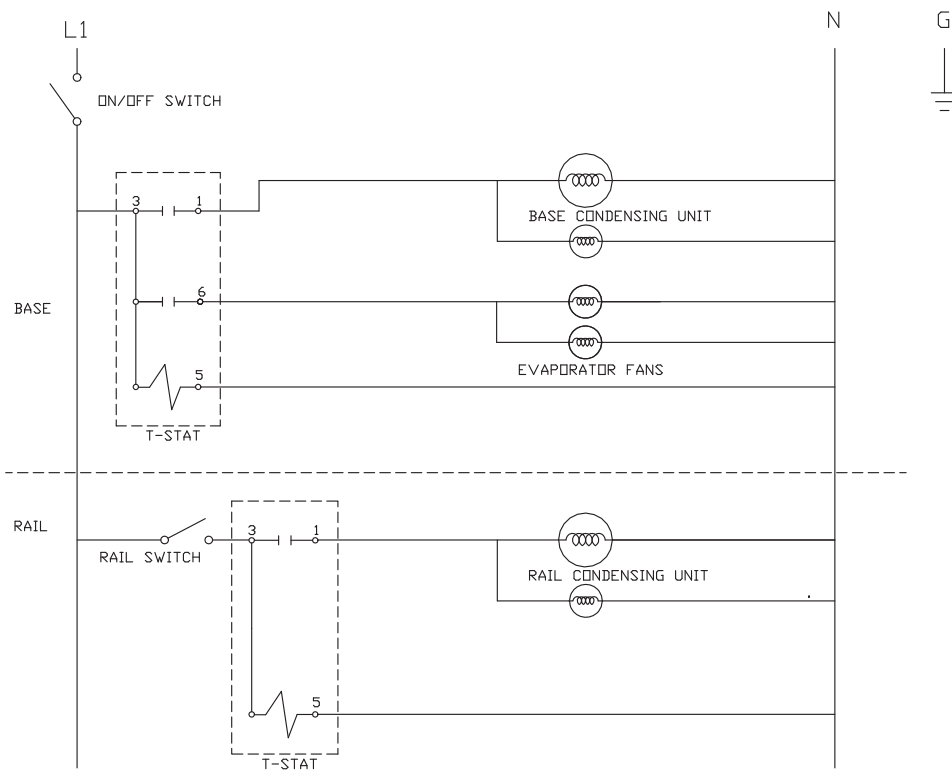 L1
N
G
ON/OFF SWITCH
3
1
BASE CONDENSING UNIT
6
BASE
EVAPORATOR FANS
5
T-STAT
RAIL
3
1
RAIL SWITCH
RAIL CONDENSING UNIT
5
T-STAT